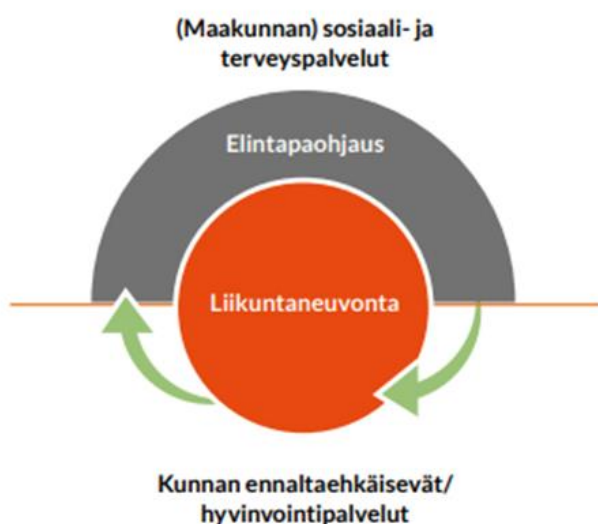 (Maakunnan) sosiaali- ja
terveyspalvelut
Elintapaohjaus
Liikuntaneuvonta
Kunnan ennaltaehkäisevät/
hyvinvointipalvelut